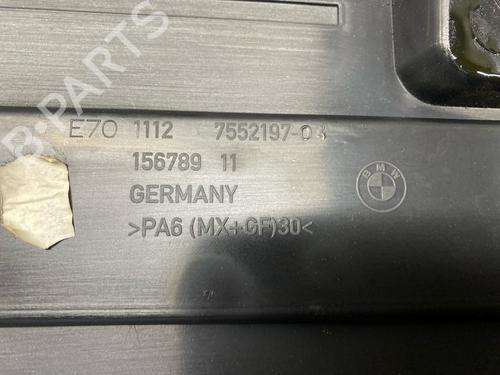 B-PARTS
E70 1112 7552197-04
156789 11
GERMANY
>PA6 (MX+GF)30<
BMW